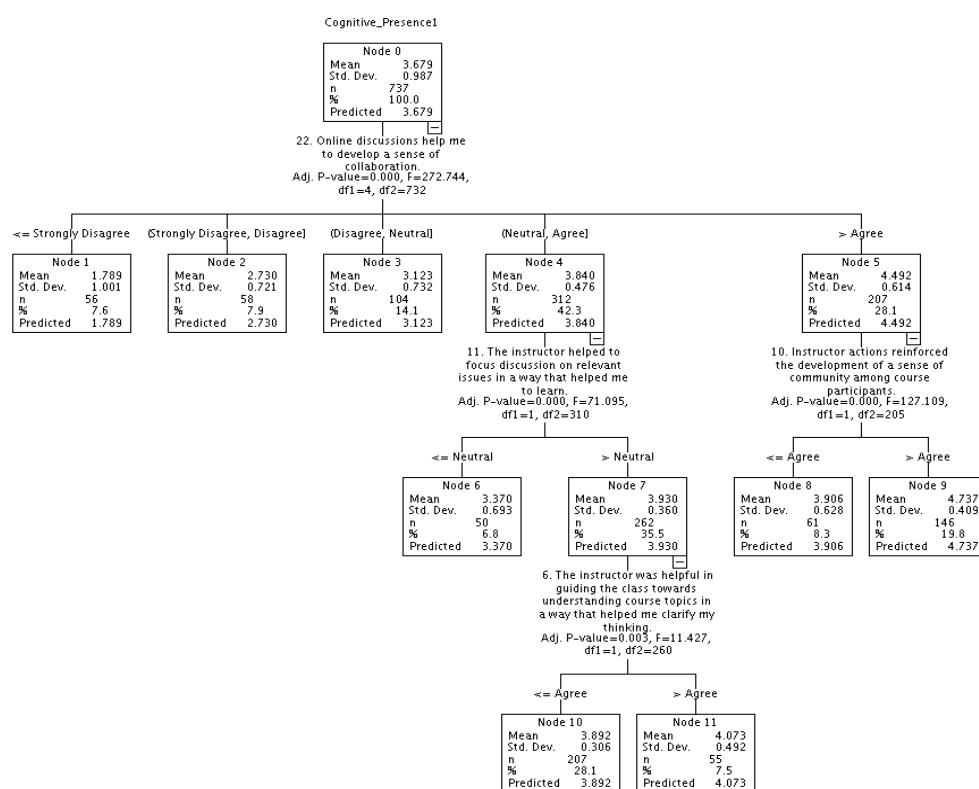 Cognitive_Presence1
Node 0
Mean 3.679
Std. Dev. 0.987
n 737
% 100.0
Predicted 3.679
22. Online discussions help me
to develop a sense of
collaboration.
Adj. P-value=0.000, F=272.744,
df1=4, df2=732
<= Strongly Disagree
(Strongly Disagree, Disagree]
(Disagree, Neutral]
(Neutral, Agree]
> Agree
Node 1
Mean 1.789
Std. Dev. 1.001
n 56
% 7.6
Predicted 1.789
Node 2
Mean 2.730
Std. Dev. 0.721
n 58
% 7.9
Predicted 2.730
Node 3
Mean 3.123
Std. Dev. 0.732
n 104
% 14.1
Predicted 3.123
Node 4
Mean 3.840
Std. Dev. 0.476
n 312
% 42.3
Predicted 3.840
Node 5
Mean 4.492
Std. Dev. 0.614
n 207
% 28.1
Predicted 4.492
11. The instructor helped to
focus discussion on relevant
issues in a way that helped me
to learn.
Adj. P-value=0.000, F=71.095,
df1=1, df2=310
10. Instructor actions reinforced
the development of a sense of
community among course
participants.
Adj. P-value=0.000, F=127.109,
df1=1, df2=205
<= Neutral
> Neutral
<= Agree
> Agree
Node 6
Mean 3.370
Std. Dev. 0.693
n 50
% 6.8
Predicted 3.370
Node 7
Mean 3.930
Std. Dev. 0.360
n 262
% 35.5
Predicted 3.930
Node 8
Mean 3.906
Std. Dev. 0.628
n 61
% 8.3
Predicted 3.906
Node 9
Mean 4.737
Std. Dev. 0.409
n 146
% 19.8
Predicted 4.737
6. The instructor was helpful in
guiding the class towards
understanding course topics in
a way that helped me clarify my
thinking.
Adj. P-value=0.003, F=11.427,
df1=1, df2=260
<= Agree
> Agree
Node 10
Mean 3.892
Std. Dev. 0.306
n 207
% 28.1
Predicted 3.892
Node 11
Mean 4.073
Std. Dev. 0.492
n 55
% 7.5
Predicted 4.073